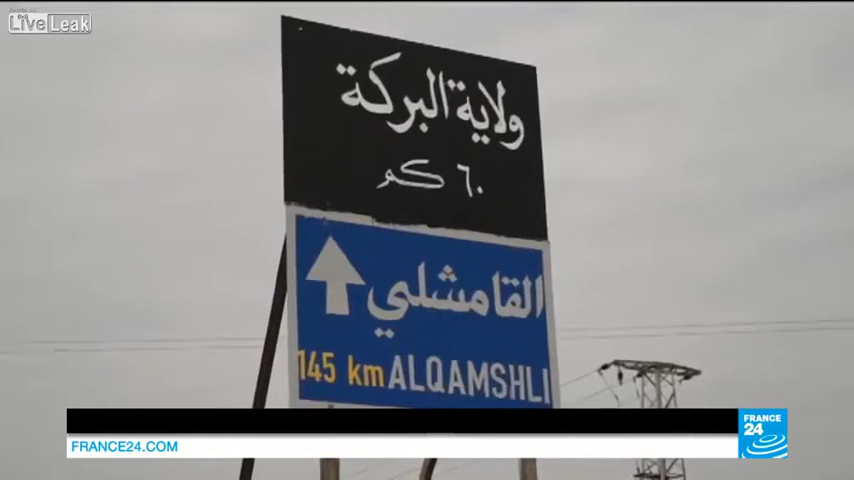 LiveLeak
ولاية البركة
٦٠ كم
القامشلي
145 km ALQAMSHLI
FRANCE24.COM
FRANCE
24